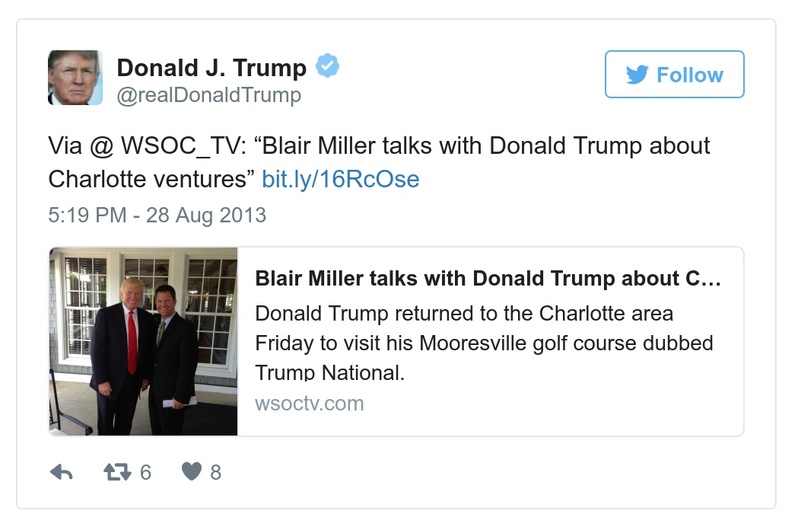 Donald J. Trump
@realDonaldTrump
Follow
Via @ WSOC_TV: “Blair Miller talks with Donald Trump about
Charlotte ventures” bit.ly/16RcOse
5:19 PM - 28 Aug 2013
Blair Miller talks with Donald Trump about C…
Donald Trump returned to the Charlotte area
Friday to visit his Mooresville golf course dubbed
Trump National.
wsoctv.com
6
8